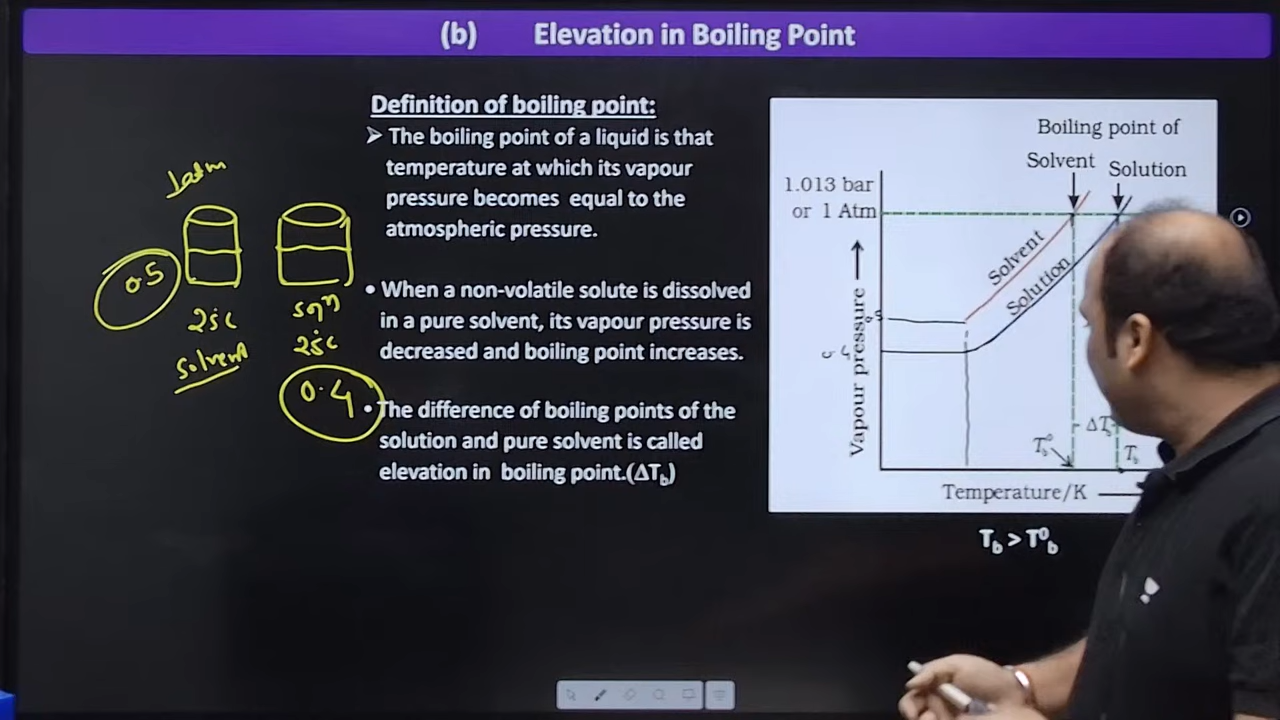 (b) Elevation in Boiling Point
Definition of boiling point:
➤ The boiling point of a liquid is that
temperature at which its vapour
pressure becomes equal to the
atmospheric pressure.
• When a non-volatile solute is dissolved
in a pure solvent, its vapour pressure is
decreased and boiling point increases.
• The difference of boiling points of the
solution and pure solvent is called
elevation in boiling point.(ΔTb)
1atm
0.5
25°C
solvent
soln
25°C
0.4
Boiling point of
Solvent
Solution
1.013 bar
or 1 Atm
Vapour pressure
Solvent
Solution
ΔTb
T°b
Tb
Temperature/K
Tb > T⁰b